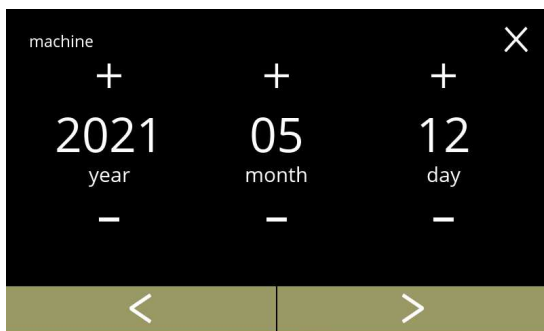 machine
+ + +
2021 05 12
year month day
- - -
< >